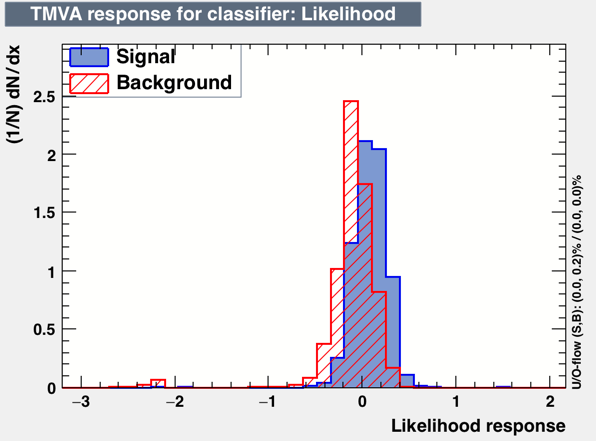 TMVA response for classifier: Likelihood
Signal
Background
(1/N) dN/dx
2.5
2
1.5
1
0.5
0
−3 −2 −1 0 1 2
Likelihood response
U/O-flow (S,B): (0.0, 0.2)% / (0.0, 0.0)%